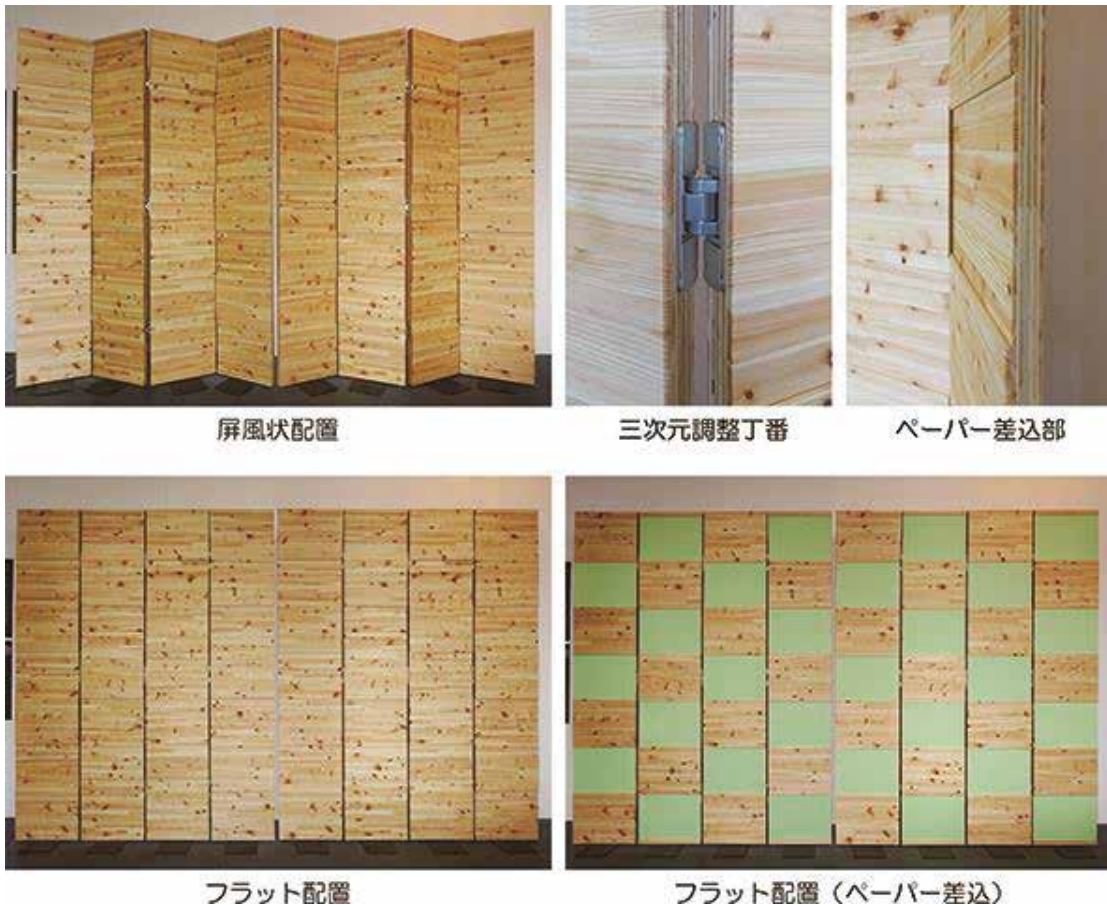 屏風状配置
三次元調整丁番
ペーパー差込部
フラット配置
フラット配置（ペーパー差込）